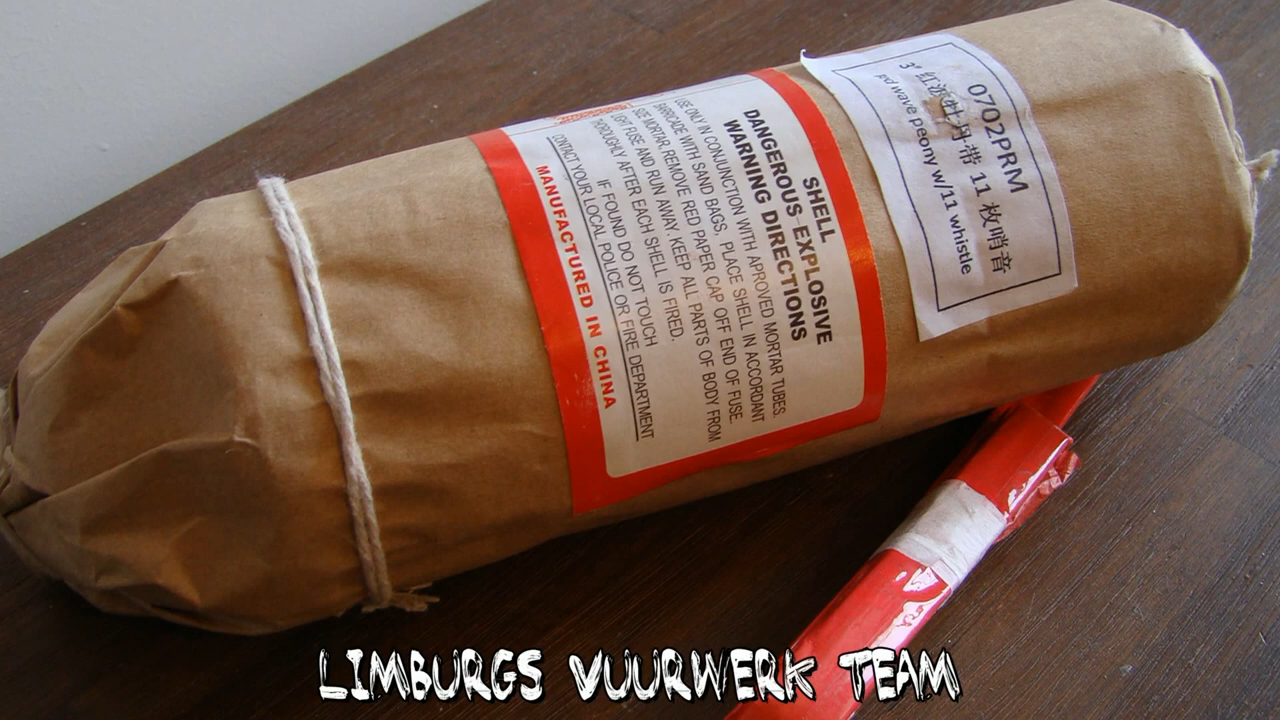 0702PRM
3" 红波牡丹带 11 枚哨音
red wave peony w/11 whistle
SHELL
DANGEROUS EXPLOSIVE
WARNING DIRECTIONS
USE ONLY IN CONJUNCTION WITH APROVED MORTAR TUBES.
BARRICADE WITH SAND BAGS, PLACE SHELL IN ACCORDANT
SIZE MORTAR, REMOVE RED PAPER CAP OFF END OF FUSE.
LIGHT FUSE AND RUN AWAY. KEEP ALL PARTS OF BODY FROM
THOROUGHLY AFTER EACH SHELL IS FIRED.
IF FOUND DO NOT TOUCH
CONTACT YOUR LOCAL POLICE OR FIRE DEPARTMENT
MANUFACTURED IN CHINA
LIMBURGS VUURWERK TEAM